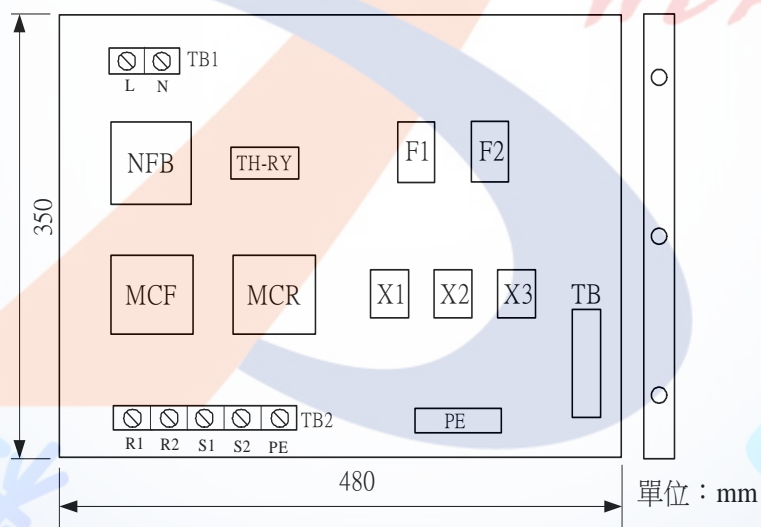 TB1
L N
NFB TH-RY F1 F2
350
MCF MCR X1 X2 X3 TB
TB2 PE
R1 R2 S1 S2 PE
480
單位：mm